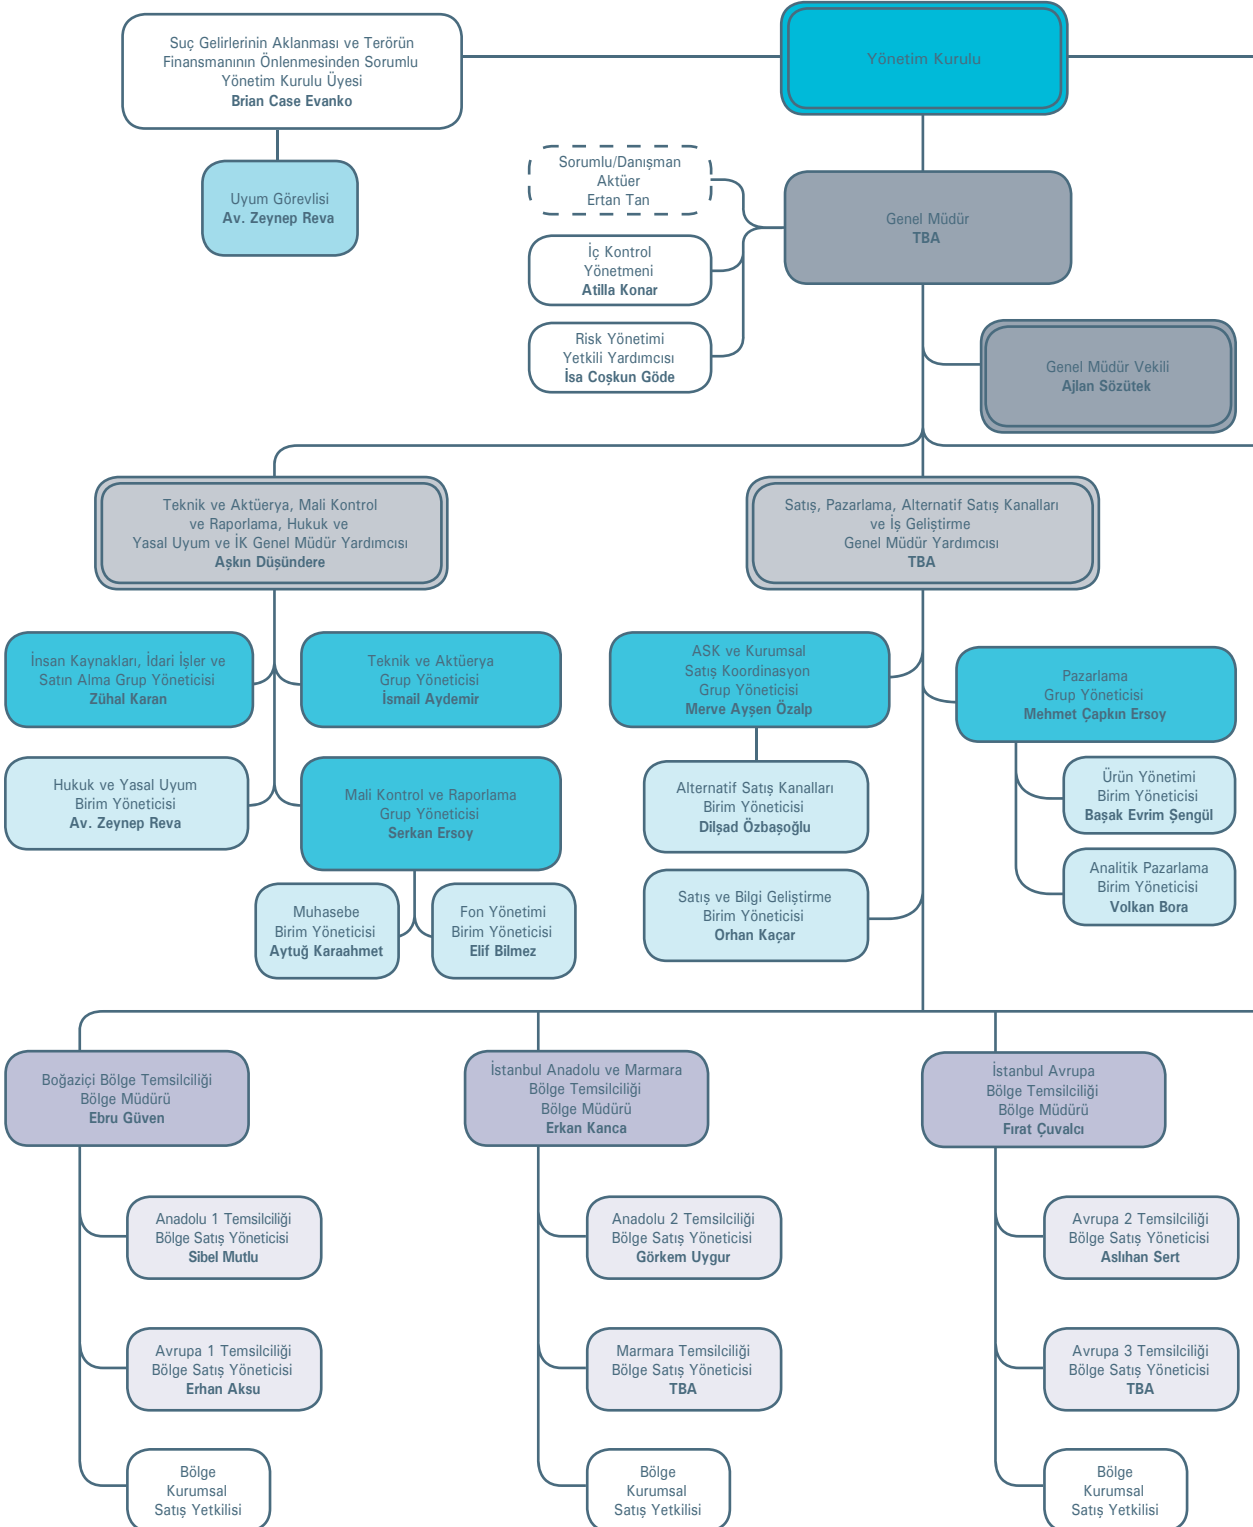 Suç Gelirlerinin Aklanması ve Terörün
Finansmanının Önlenmesinden Sorumlu
Yönetim Kurulu Üyesi
Brian Case Evanko
Yönetim Kurulu
Uyum Görevlisi
Av. Zeynep Reva
Sorumlu/Danışman
Aktüer
Ertan Tan
Genel Müdür
TBA
İç Kontrol
Yönetmeni
Atilla Konar
Risk Yönetimi
Yetkili Yardımcısı
İsa Coşkun Göde
Genel Müdür Vekili
Ajlan Sözütek
Teknik ve Aktüerya, Mali Kontrol
ve Raporlama, Hukuk ve
Yasal Uyum ve İK Genel Müdür Yardımcısı
Aşkın Düşündere
Satış, Pazarlama, Alternatif Satış Kanalları
ve İş Geliştirme
Genel Müdür Yardımcısı
TBA
İnsan Kaynakları, İdari İşler ve
Satın Alma Grup Yöneticisi
Zühal Karan
Teknik ve Aktüerya
Grup Yöneticisi
İsmail Aydemir
ASK ve Kurumsal
Satış Koordinasyon
Grup Yöneticisi
Merve Ayşen Özalp
Pazarlama
Grup Yöneticisi
Mehmet Çapkın Ersoy
Hukuk ve Yasal Uyum
Birim Yöneticisi
Av. Zeynep Reva
Mali Kontrol ve Raporlama
Grup Yöneticisi
Serkan Ersoy
Alternatif Satış Kanalları
Birim Yöneticisi
Dilşad Özbaşoğlu
Ürün Yönetimi
Birim Yöneticisi
Başak Evrim Şengül
Muhasebe
Birim Yöneticisi
Aytuğ Karaahmet
Fon Yönetimi
Birim Yöneticisi
Elif Bilmez
Satış ve Bilgi Geliştirme
Birim Yöneticisi
Orhan Kaçar
Analitik Pazarlama
Birim Yöneticisi
Volkan Bora
Boğaziçi Bölge Temsilciliği
Bölge Müdürü
Ebru Güven
İstanbul Anadolu ve Marmara
Bölge Temsilciliği
Bölge Müdürü
Erkan Kanca
İstanbul Avrupa
Bölge Temsilciliği
Bölge Müdürü
Fırat Çuvalcı
Anadolu 1 Temsilciliği
Bölge Satış Yöneticisi
Sibel Mutlu
Anadolu 2 Temsilciliği
Bölge Satış Yöneticisi
Görkem Uygur
Avrupa 2 Temsilciliği
Bölge Satış Yöneticisi
Aslıhan Sert
Avrupa 1 Temsilciliği
Bölge Satış Yöneticisi
Erhan Aksu
Marmara Temsilciliği
Bölge Satış Yöneticisi
TBA
Avrupa 3 Temsilciliği
Bölge Satış Yöneticisi
TBA
Bölge
Kurumsal
Satış Yetkilisi
Bölge
Kurumsal
Satış Yetkilisi
Bölge
Kurumsal
Satış Yetkilisi